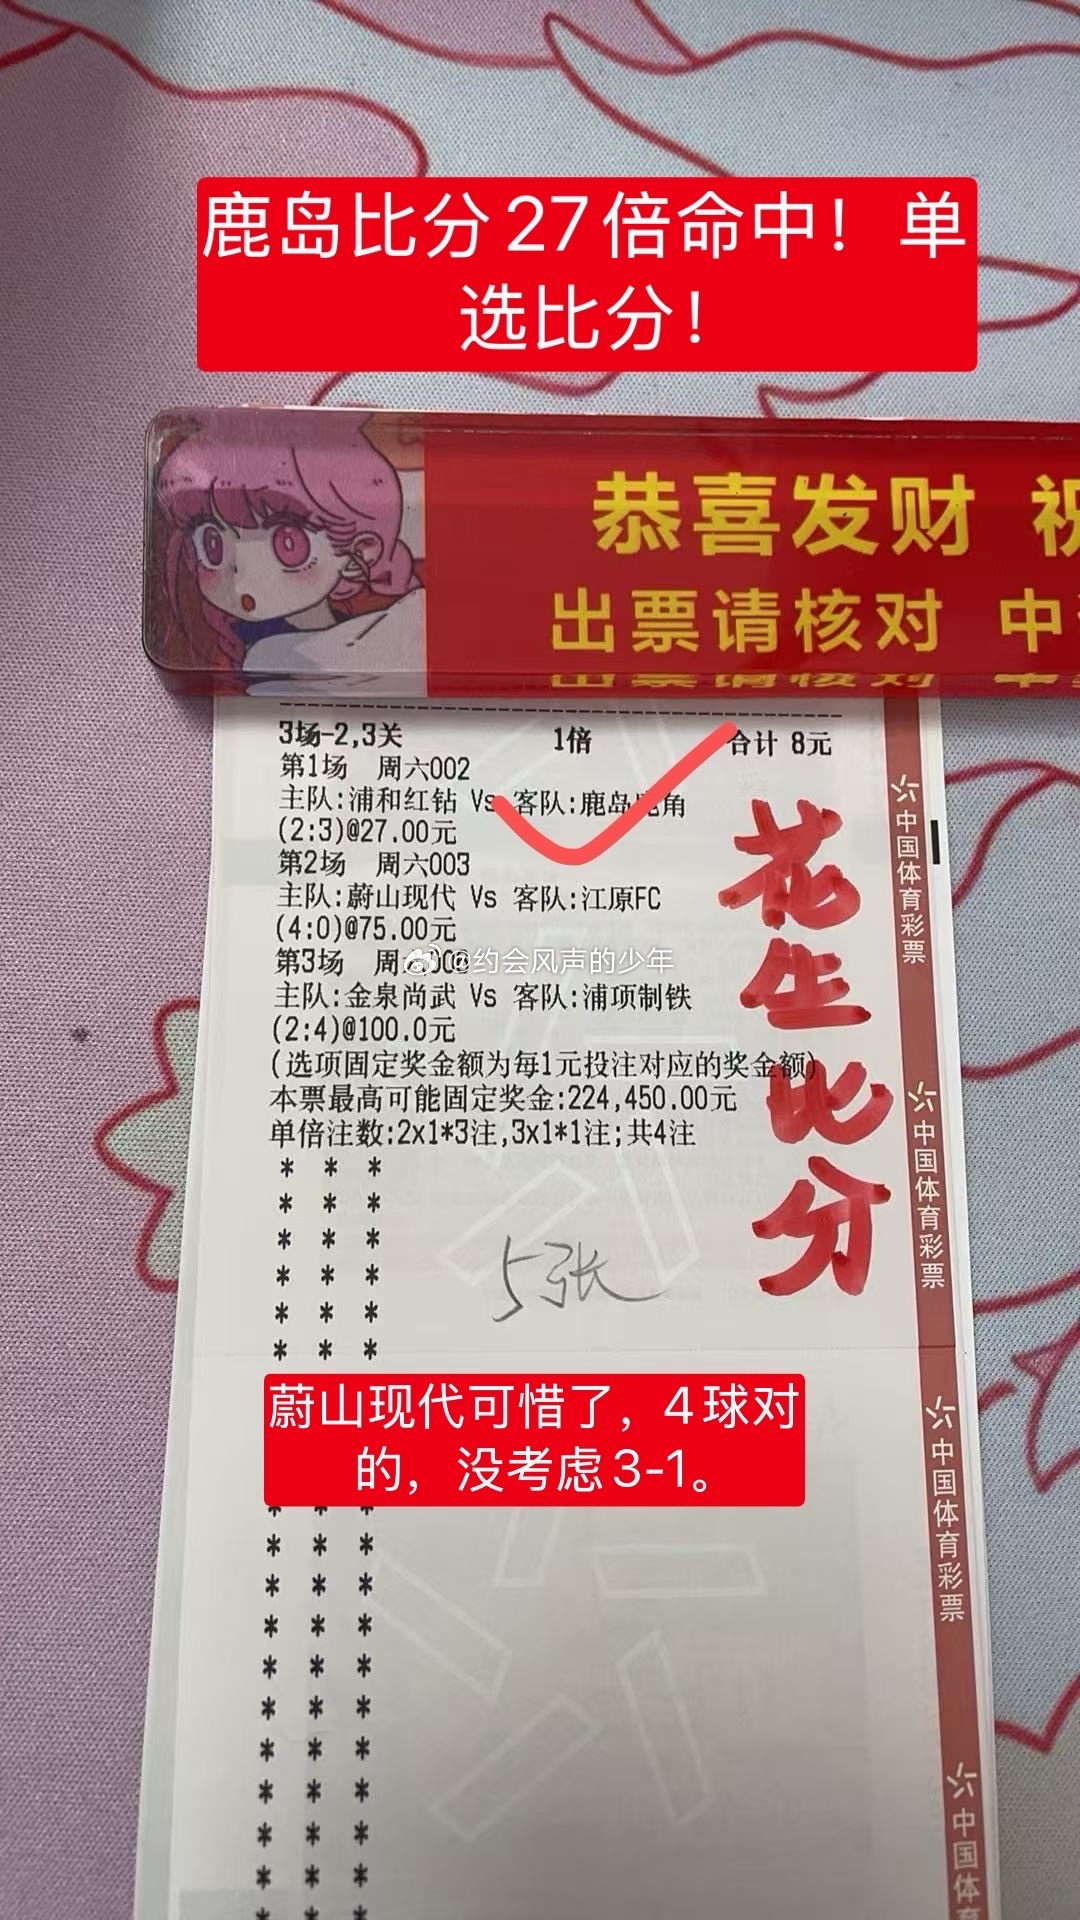 鹿岛比分27倍命中！单
选比分！
恭喜发财 祝
出票请核对 中
3场-2,3关 1倍 合计 8元
第1场 周六002
主队:浦和红钻 Vs 客队:鹿岛鹿角
(2:3)@27.00元
第2场 周六003
主队:蔚山现代 Vs 客队:江原FC
(4:0)@75.00元
第3场 周六00
@约会风声的少年
主队:金泉尚武 Vs 客队:浦项制铁
(2:4)@100.0元
(选项固定奖金额为每1元投注对应的奖金额)
本票最高可能固定奖金:224,450.00元
单倍注数:2x1*3注,3x1*1注;共4注
花生比分
5张
蔚山现代可惜了，4球对
的，没考虑3-1。
中国体育彩票
中国体育彩票
中国体育彩票
中国体育